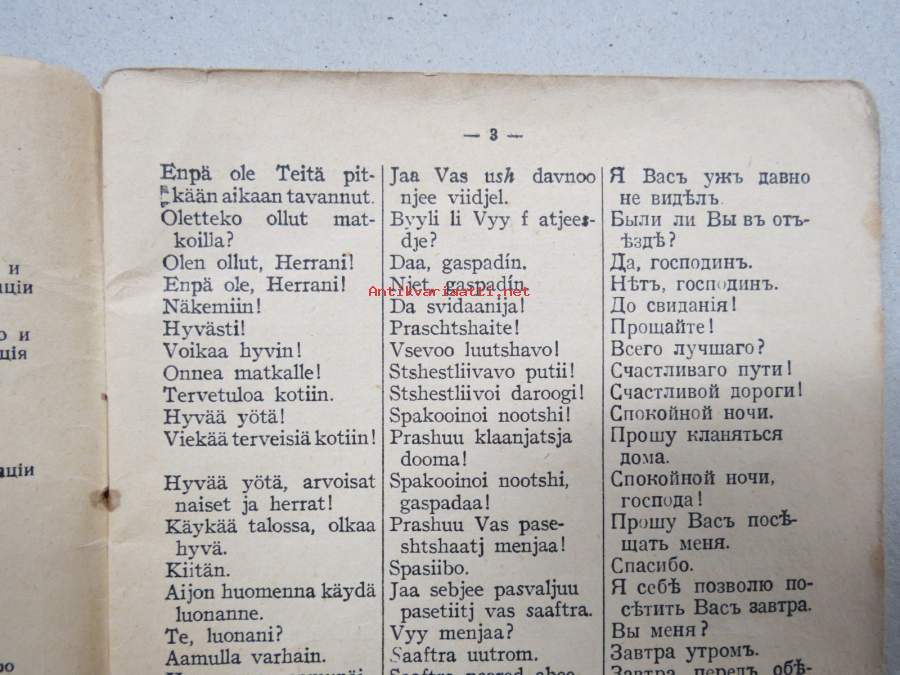 и
ціи
о и
ція
ціи
ро
— 3 —
Enpä ole Teitä pit-
kään aikaan tavannut.
Oletteko ollut mat-
koilla?
Olen ollut, Herrani!
Enpä ole, Herrani!
Näkemiin!
Hyvästi!
Voikaa hyvin!
Onnea matkalle!
Tervetuloa kotiin.
Hyvää yötä!
Viekää terveisiä kotiin!
Hyvää yötä, arvoisat
naiset ja herrat!
Käykää talossa, olkaa
hyvä.
Kiitän.
Aijon huomenna käydä
luonanne.
Te, luonani?
Aamulla varhain.
Jaa Vas ush davnoo
njee viidjel.
Byyli li Vyy f atjees-
dje?
Daa, gaspadín.
Njet, gaspadín.
Da svidaanija!
Praschtshaite!
Vsevoo luutshavo!
Stshestliivavo putii!
Stshestliivoi daroogi!
Spakooinoi nootshi!
Prashuu klaanjatsja
dooma!
Spakooinoi nootshi,
gaspadaa!
Prashuu Vas pase-
shtshaatj menjaa!
Spasiibo.
Jaa sebjee pasvaljuu
pasetiitj vas saaftra.
Vyy menjaa?
Saaftra uutrom.
Я Васъ ужъ давно
не видѣлъ.
Были ли Вы въ отъ-
ѣздѣ?
Да, господинъ.
Нѣтъ, господинъ.
До свиданія!
Прощайте!
Всего лучшаго?
Счастливаго пути!
Счастливой дороги!
Спокойной ночи.
Прошу кланяться
дома.
Спокойной ночи,
господа!
Прошу Васъ посѣ-
щать меня.
Спасибо.
Я себѣ позволю по-
сѣтить Васъ завтра.
Вы меня?
Завтра утромъ.
Завтра, передъ обѣ-
Antikvariaatti.net